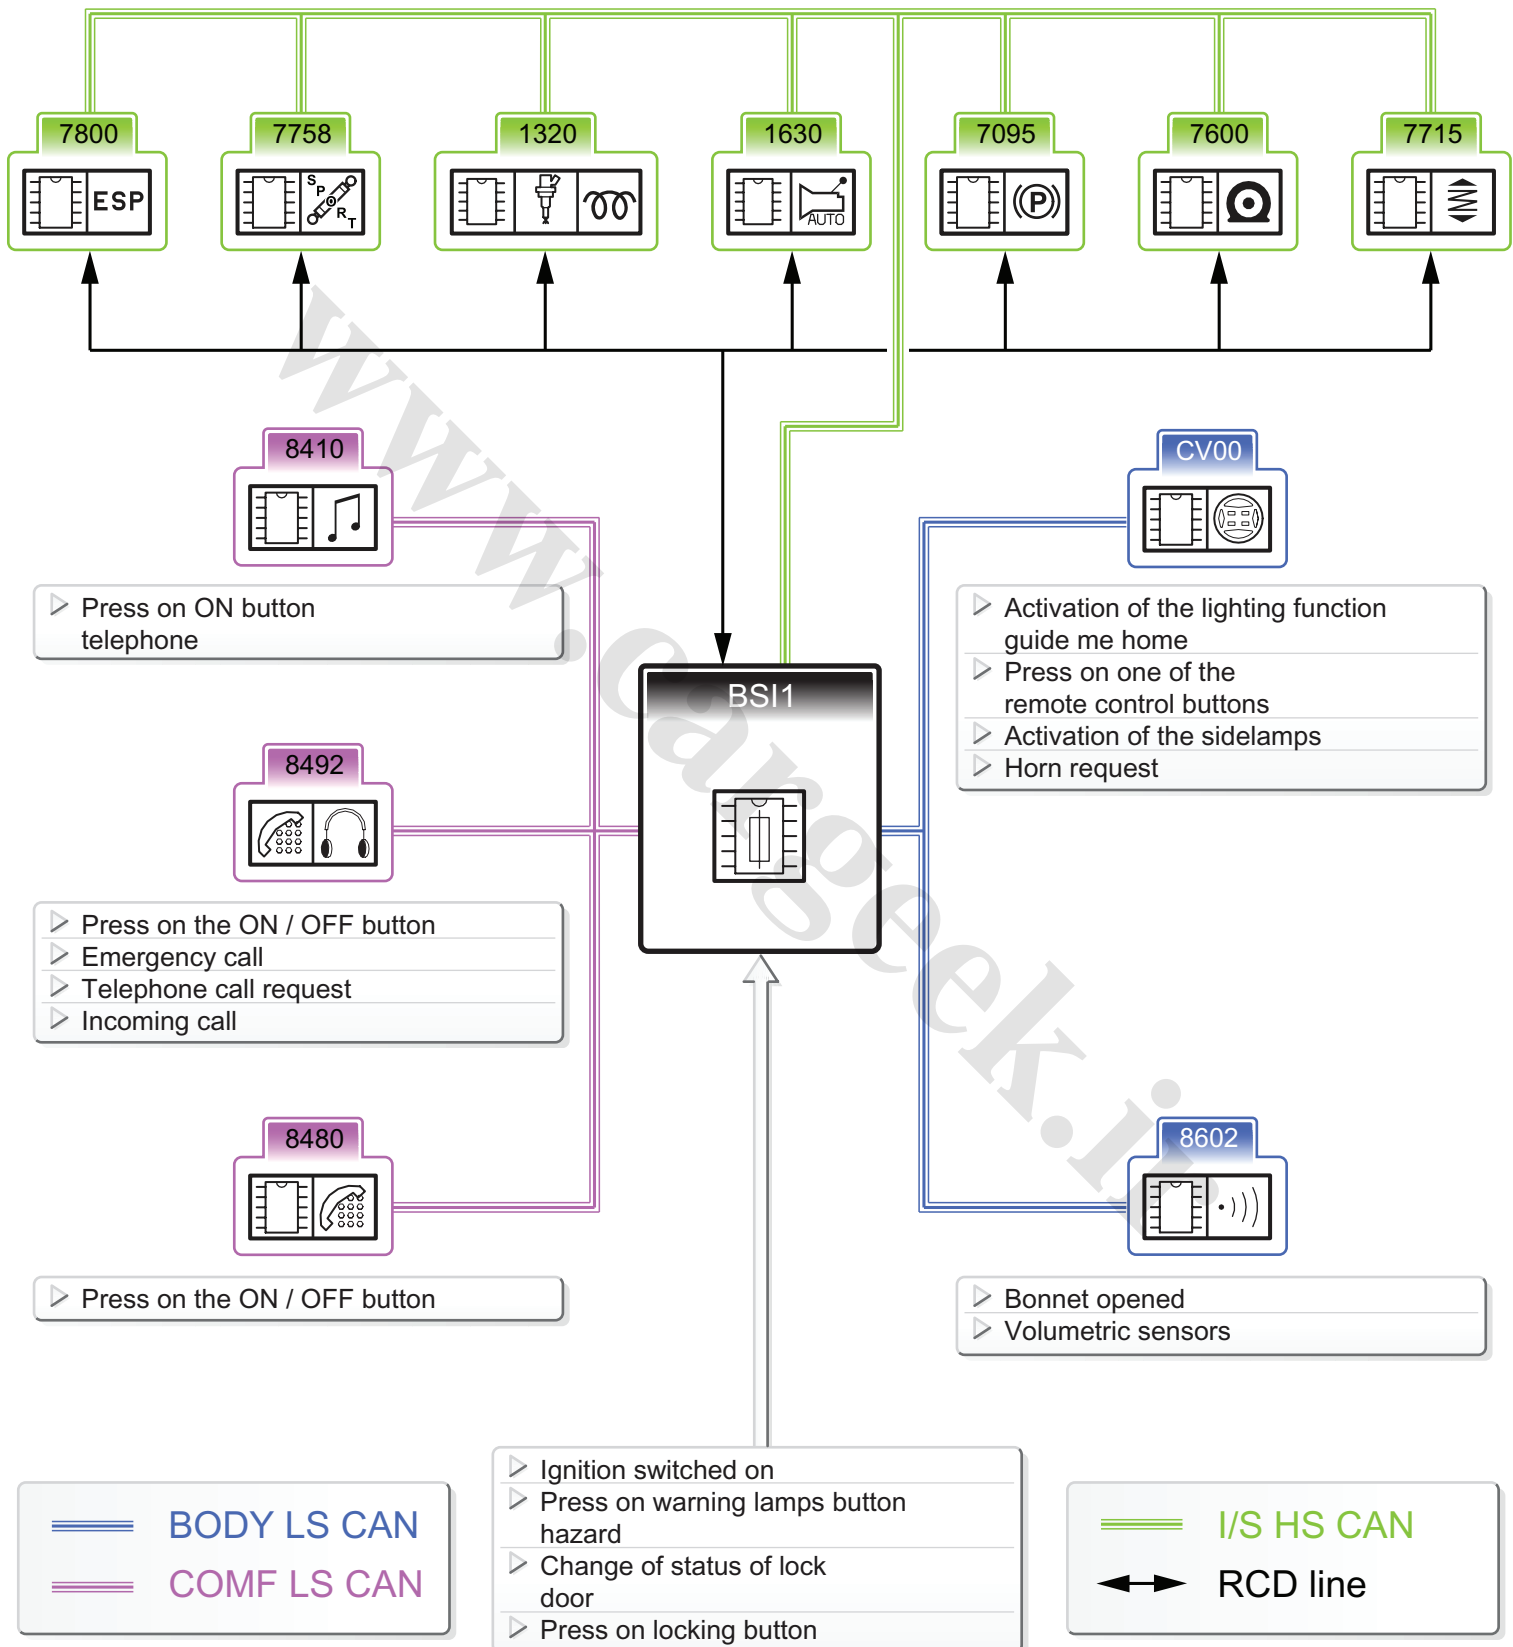 7800
7758
1320
1630
7095
7600
7715
ESP
S P O R T
AUTO
P
8410
Press on ON button
telephone
CV00
Activation of the lighting function
guide me home
Press on one of the
remote control buttons
Activation of the sidelamps
Horn request
BSI1
8492
Press on the ON / OFF button
Emergency call
Telephone call request
Incoming call
8480
Press on the ON / OFF button
8602
Bonnet opened
Volumetric sensors
Ignition switched on
Press on warning lamps button
hazard
Change of status of lock
door
Press on locking button
BODY LS CAN
COMF LS CAN
I/S HS CAN
RCD line
www.cargeek.ir